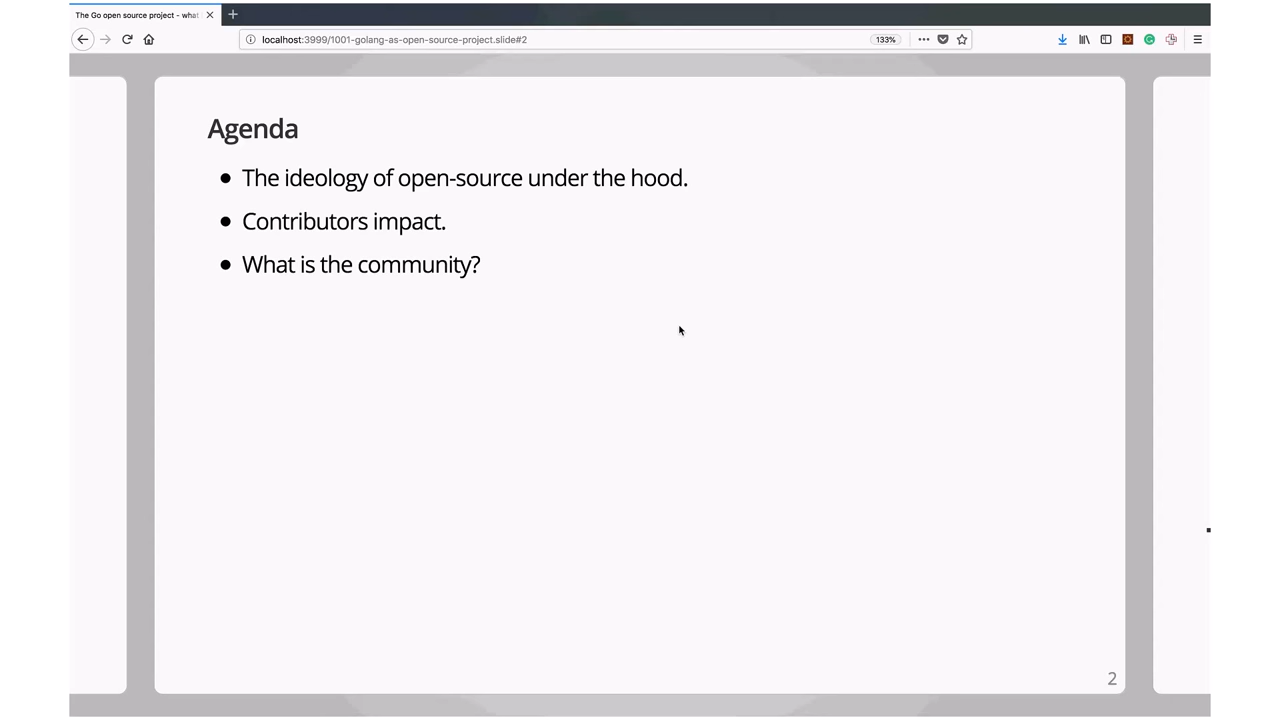 The Go open source project - what
localhost:3999/1001-golang-as-open-source-project.slide#2
133%
Agenda
The ideology of open-source under the hood.
Contributors impact.
What is the community?
2